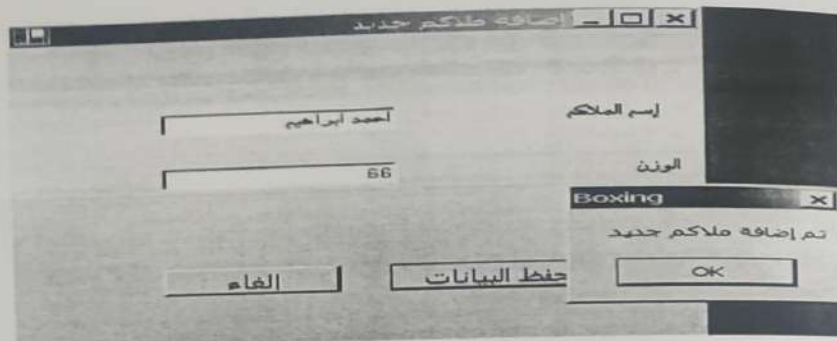 إضافة ملاكم جديد
إسم الملاكم
أحمد ابراهيم
الوزن
66
Boxing
تم إضافة ملاكم جديد
OK
حفظ البيانات
الغاء